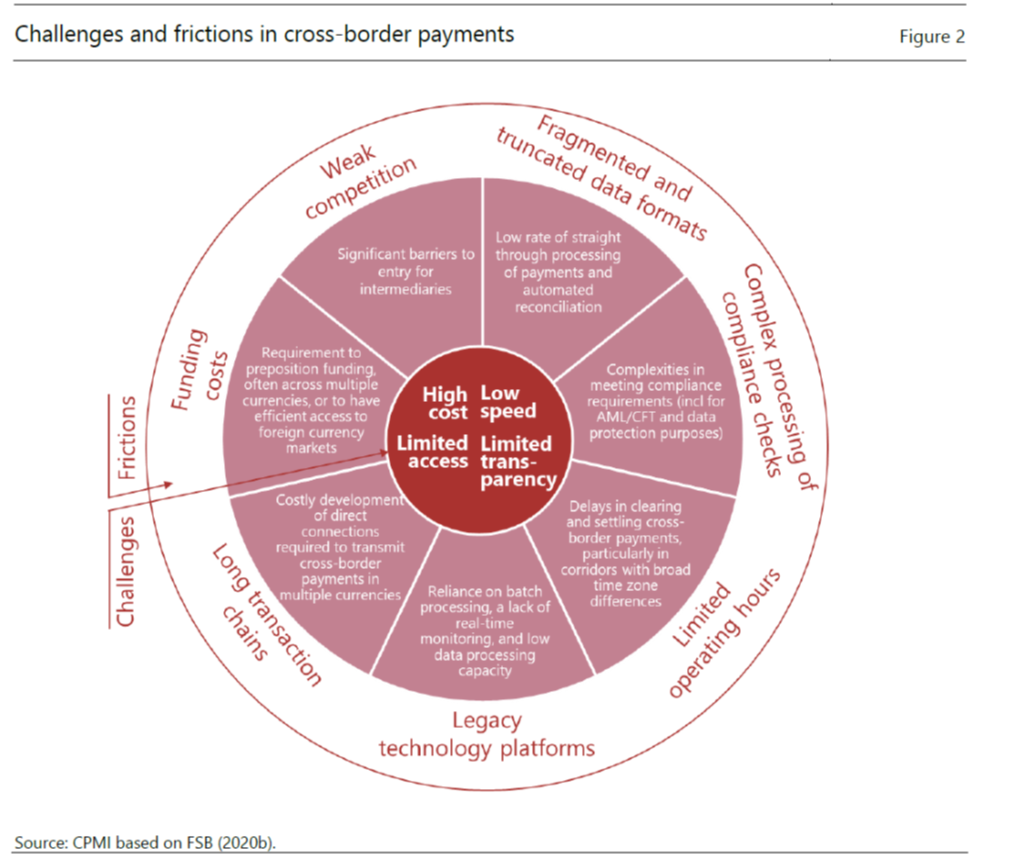 Challenges and frictions in cross-border payments
Figure 2
Weak
competition
Fragmented and
truncated data formats
Significant barriers to
entry for
intermediaries
Low rate of straight
through processing
of payments and
automated
reconciliation
Complex processing of
compliance checks
Funding
costs
Requirement to
preposition funding,
often across multiple
currencies, or to have
efficient access to
foreign currency
markets
Complexities in
meeting compliance
requirements (incl for
AML/CFT and data
protection purposes)
High
cost
Low
speed
Limited
access
Limited
trans-
parency
Frictions
Challenges
Costly development
of direct
connections
required to transmit
cross-border
payments in
multiple currencies
Delays in clearing
and settling cross-
border payments,
particularly in
corridors with broad
time zone
differences
Reliance on batch
processing, a lack of
real-time
monitoring, and low
data processing
capacity
Long transaction
chains
Limited
operating hours
Legacy
technology platforms
Source: CPMI based on FSB (2020b).